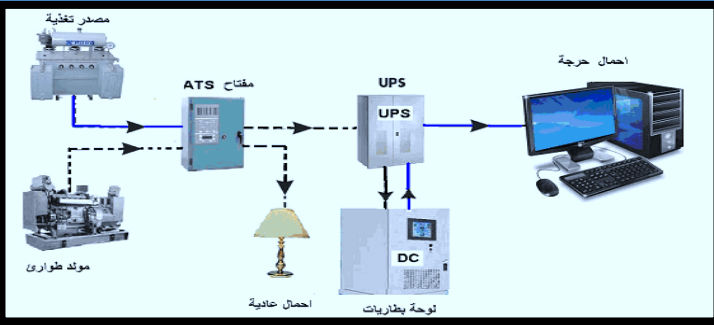 مصدر تغذية
مفتاح ATS
UPS
UPS
احمال حرجة
مولد طوارئ
احمال عادية
DC
لوحة بطاريات